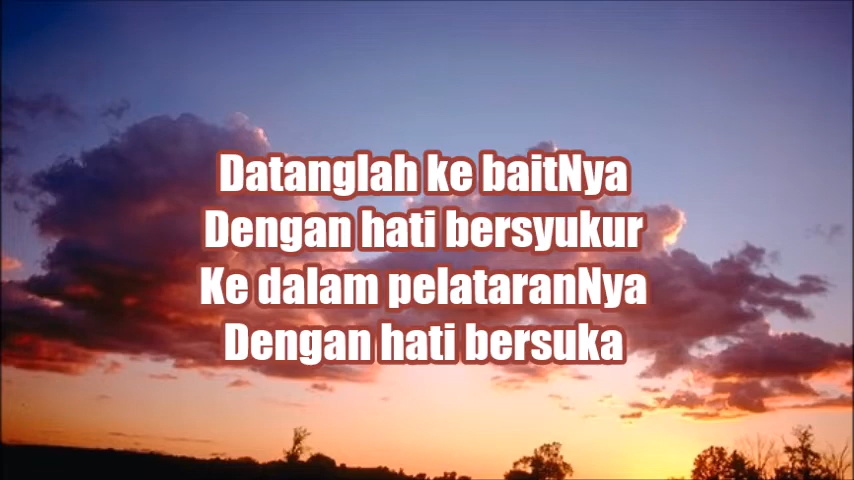 Datanglah ke baitNya
Dengan hati bersyukur
Ke dalam pelataranNya
Dengan hati bersuka